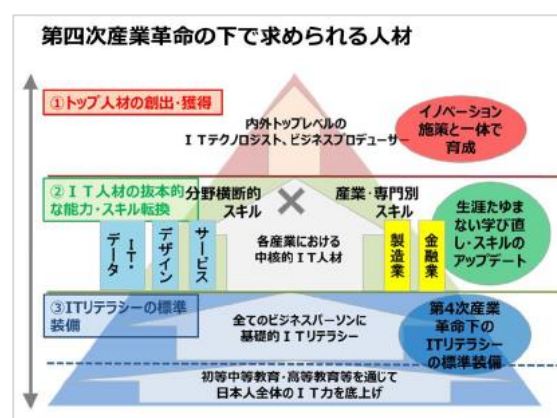 第四次産業革命の下で求められる人材
①トップ人材の創出・獲得
内外トップレベルの
ＩＴテクノロジスト、ビジネスプロデューサー
イノベーション
施策と一体で
育成
②ＩＴ人材の抜本的
な能力・スキル転換
分野横断的
スキル
産業・専門別
スキル
IT・
データ
デザイン
サービス
各産業における
中核的ＩＴ人材
製造業
金融業
生涯たゆま
ない学び直
し・スキルの
アップデート
③ITリテラシーの標準
装備
全てのビジネスパーソンに
基礎的ＩＴリテラシー
第4次産業
革命下の
ITリテラシー
の標準装備
初等中等教育・高等教育等を通じて
日本人全体のＩＴ力を底上げ